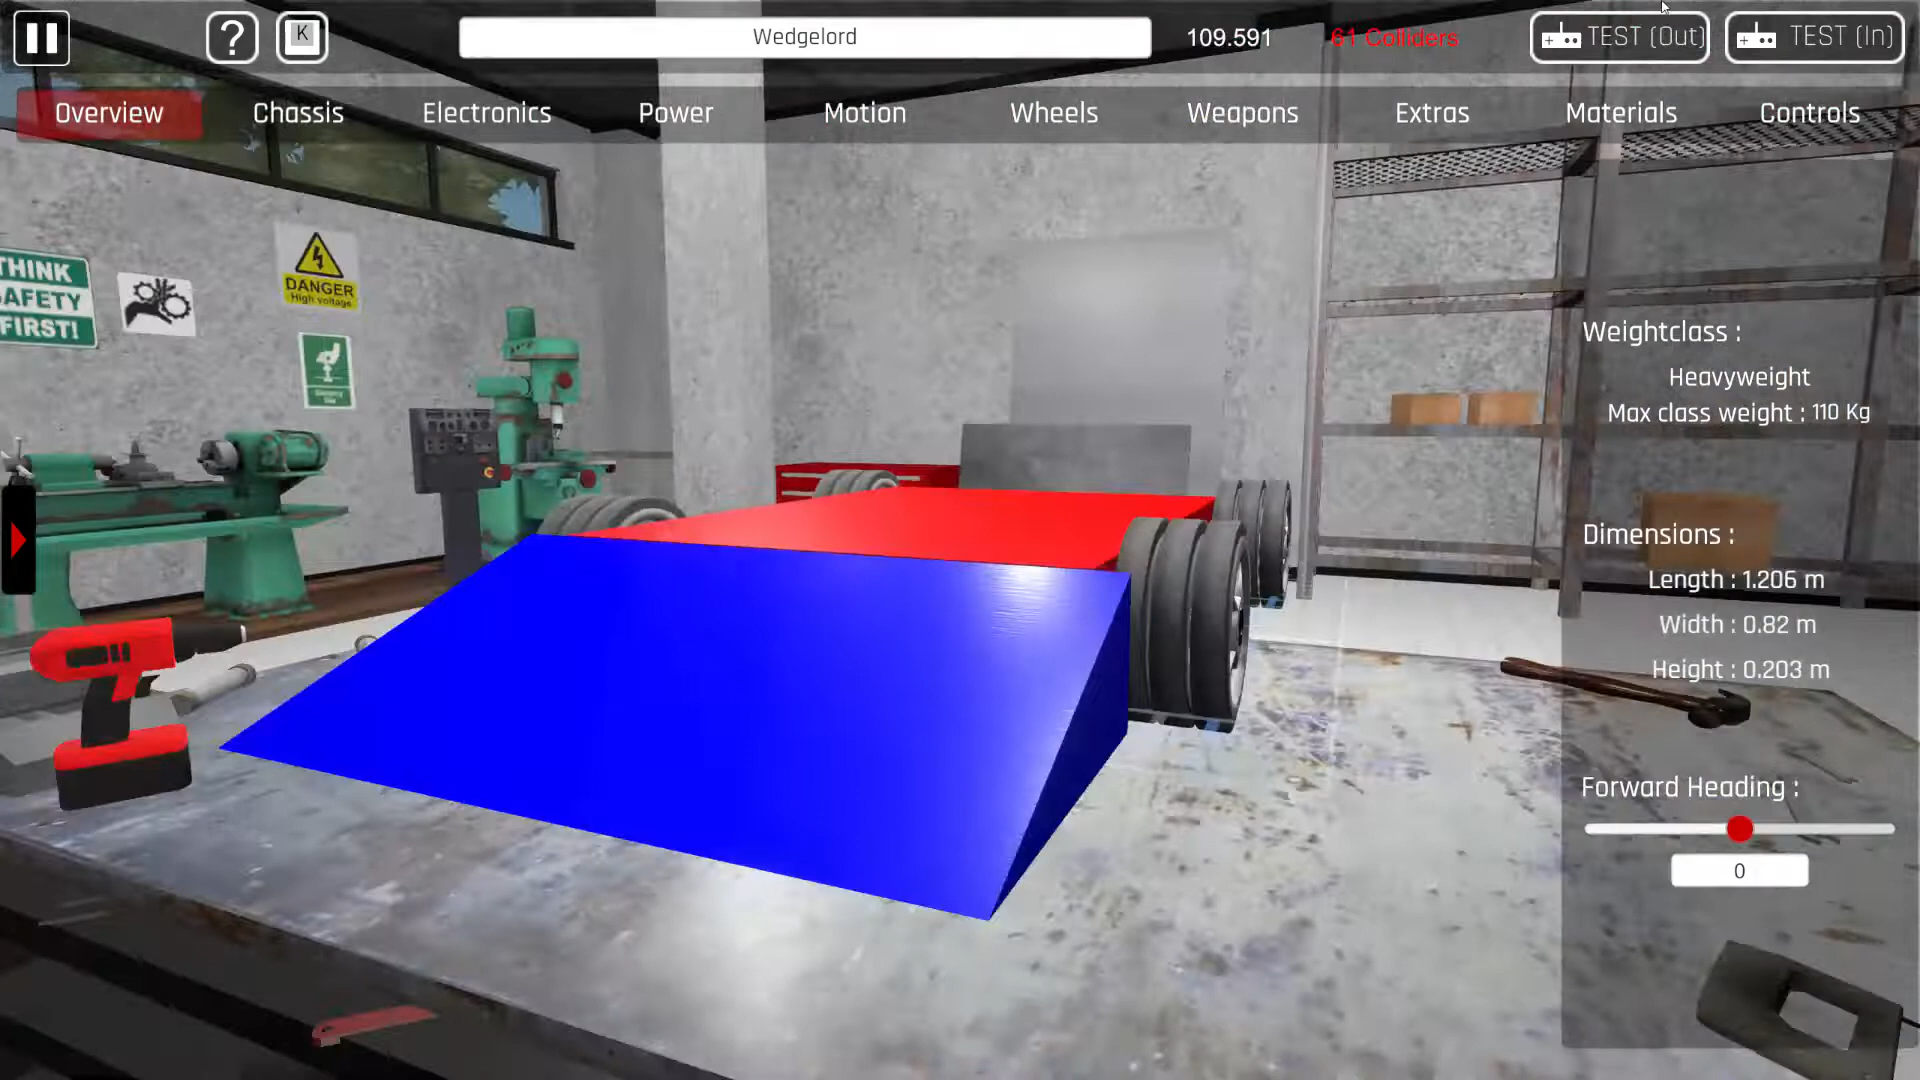 K
Wedgelord
109.591
61 Colliders
TEST (Out)
TEST (In)
Overview
Chassis
Electronics
Power
Motion
Wheels
Weapons
Extras
Materials
Controls
THINK
SAFETY
FIRST!
DANGER
High voltage
Weightclass :
Heavyweight
Max class weight : 110 Kg
Dimensions :
Length : 1.206 m
Width : 0.82 m
Height : 0.203 m
Forward Heading :
0